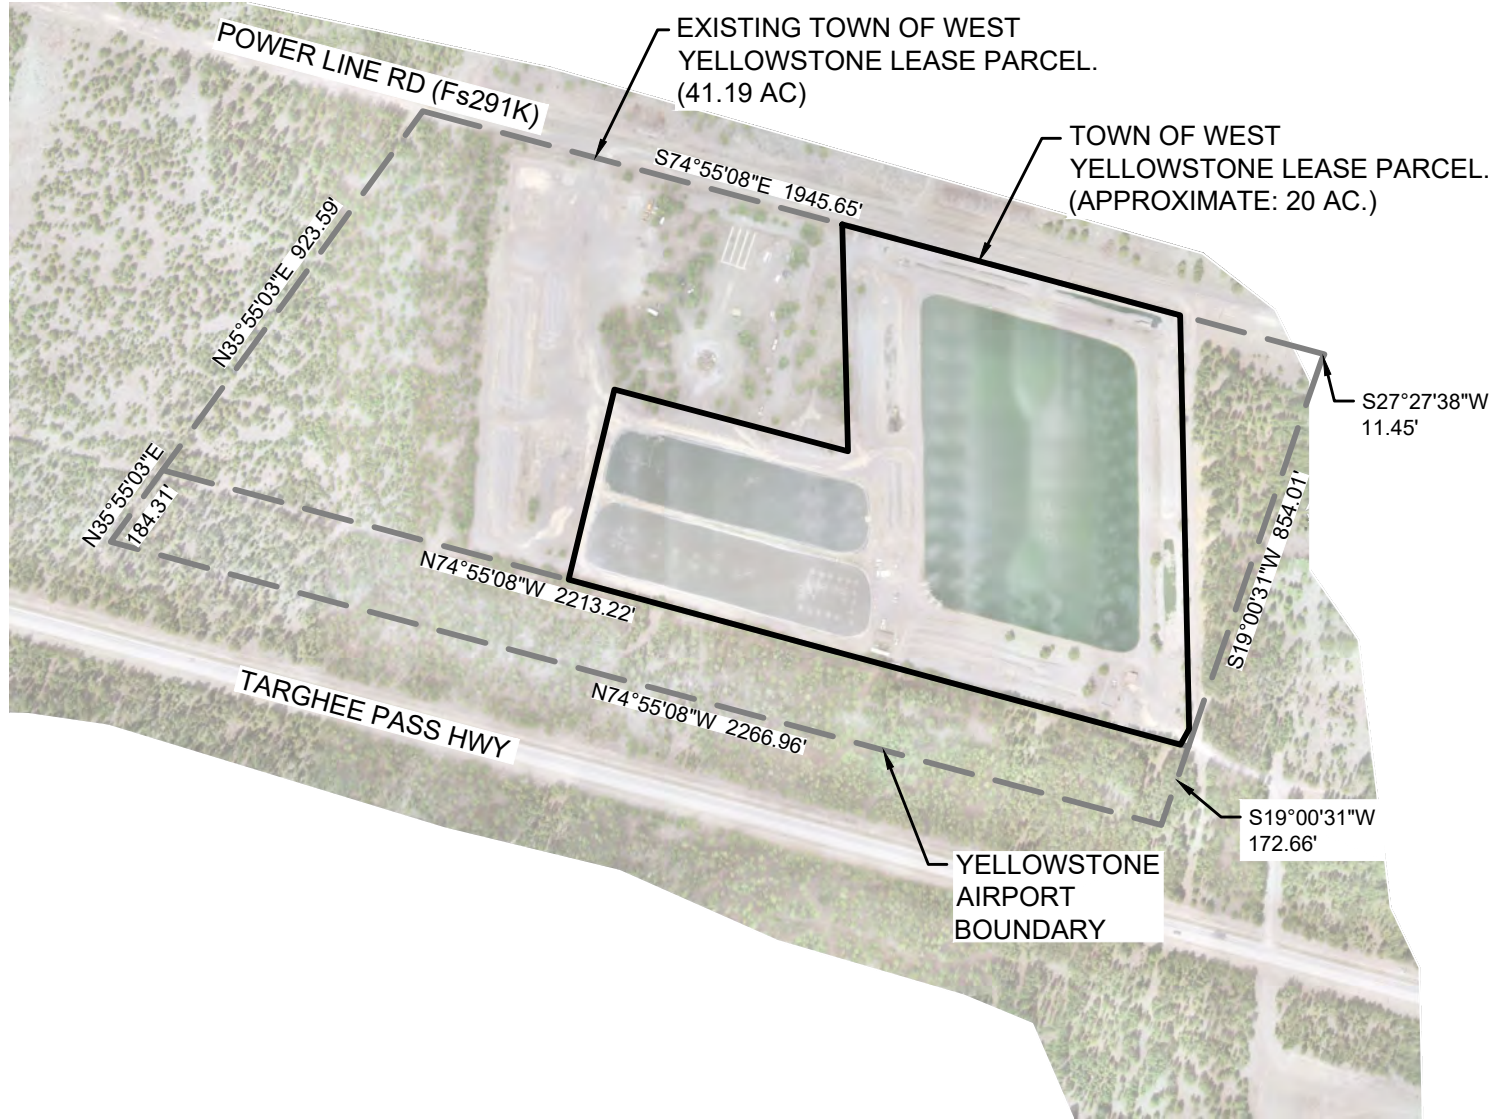 POWER LINE RD (Fs291K)
EXISTING TOWN OF WEST
YELLOWSTONE LEASE PARCEL.
(41.19 AC)
TOWN OF WEST
YELLOWSTONE LEASE PARCEL.
(APPROXIMATE: 20 AC.)
S74°55'08"E 1945.65'
N35°55'03"E 923.59'
S27°27'38"W
11.45'
N35°55'03"E
184.31'
S19°00'31"W 854.01'
N74°55'08"W 2213.22'
N74°55'08"W 2266.96'
TARGHEE PASS HWY
S19°00'31"W
172.66'
YELLOWSTONE
AIRPORT
BOUNDARY